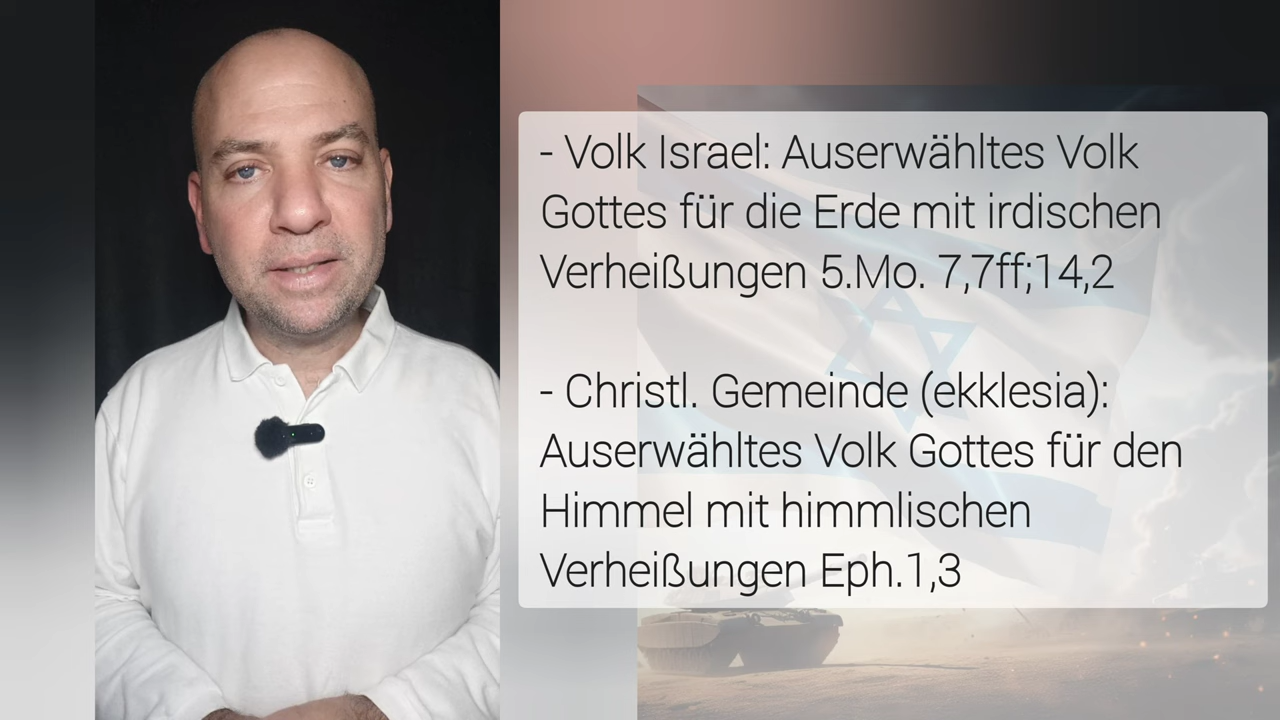 - Volk Israel: Auserwähltes Volk
Gottes für die Erde mit irdischen
Verheißungen 5.Mo. 7,7ff;14,2
- Christl. Gemeinde (ekklesia):
Auserwähltes Volk Gottes für den
Himmel mit himmlischen
Verheißungen Eph.1,3